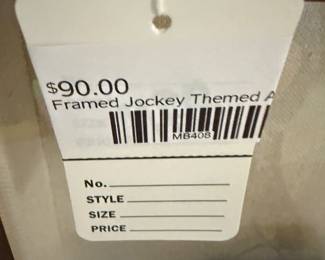 $90.00
Framed Jockey Themed A
MB408
No.
STYLE
SIZE
PRICE